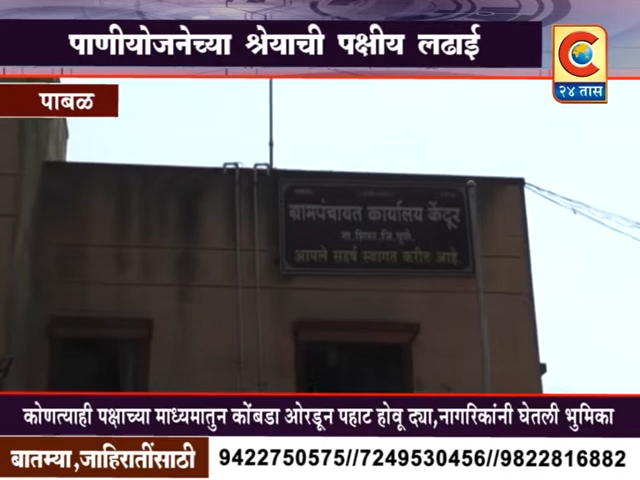 पाणीयोजनेच्या श्रेयाची पक्षीय लढाई
C
२४ तास
पाबळ
ग्रामपंचायत कार्यालय केंदूर
ता.शिरुर.जि.पुणे.
आपले सहर्ष स्वागत करीत आहे.
कोणत्याही पक्षाच्या माध्यमातुन कोंबडा ओरडून पहाट होवू द्या,नागरिकांनी घेतली भुमिका
बातम्या,जाहिरातींसाठी 9422750575//7249530456//9822816882